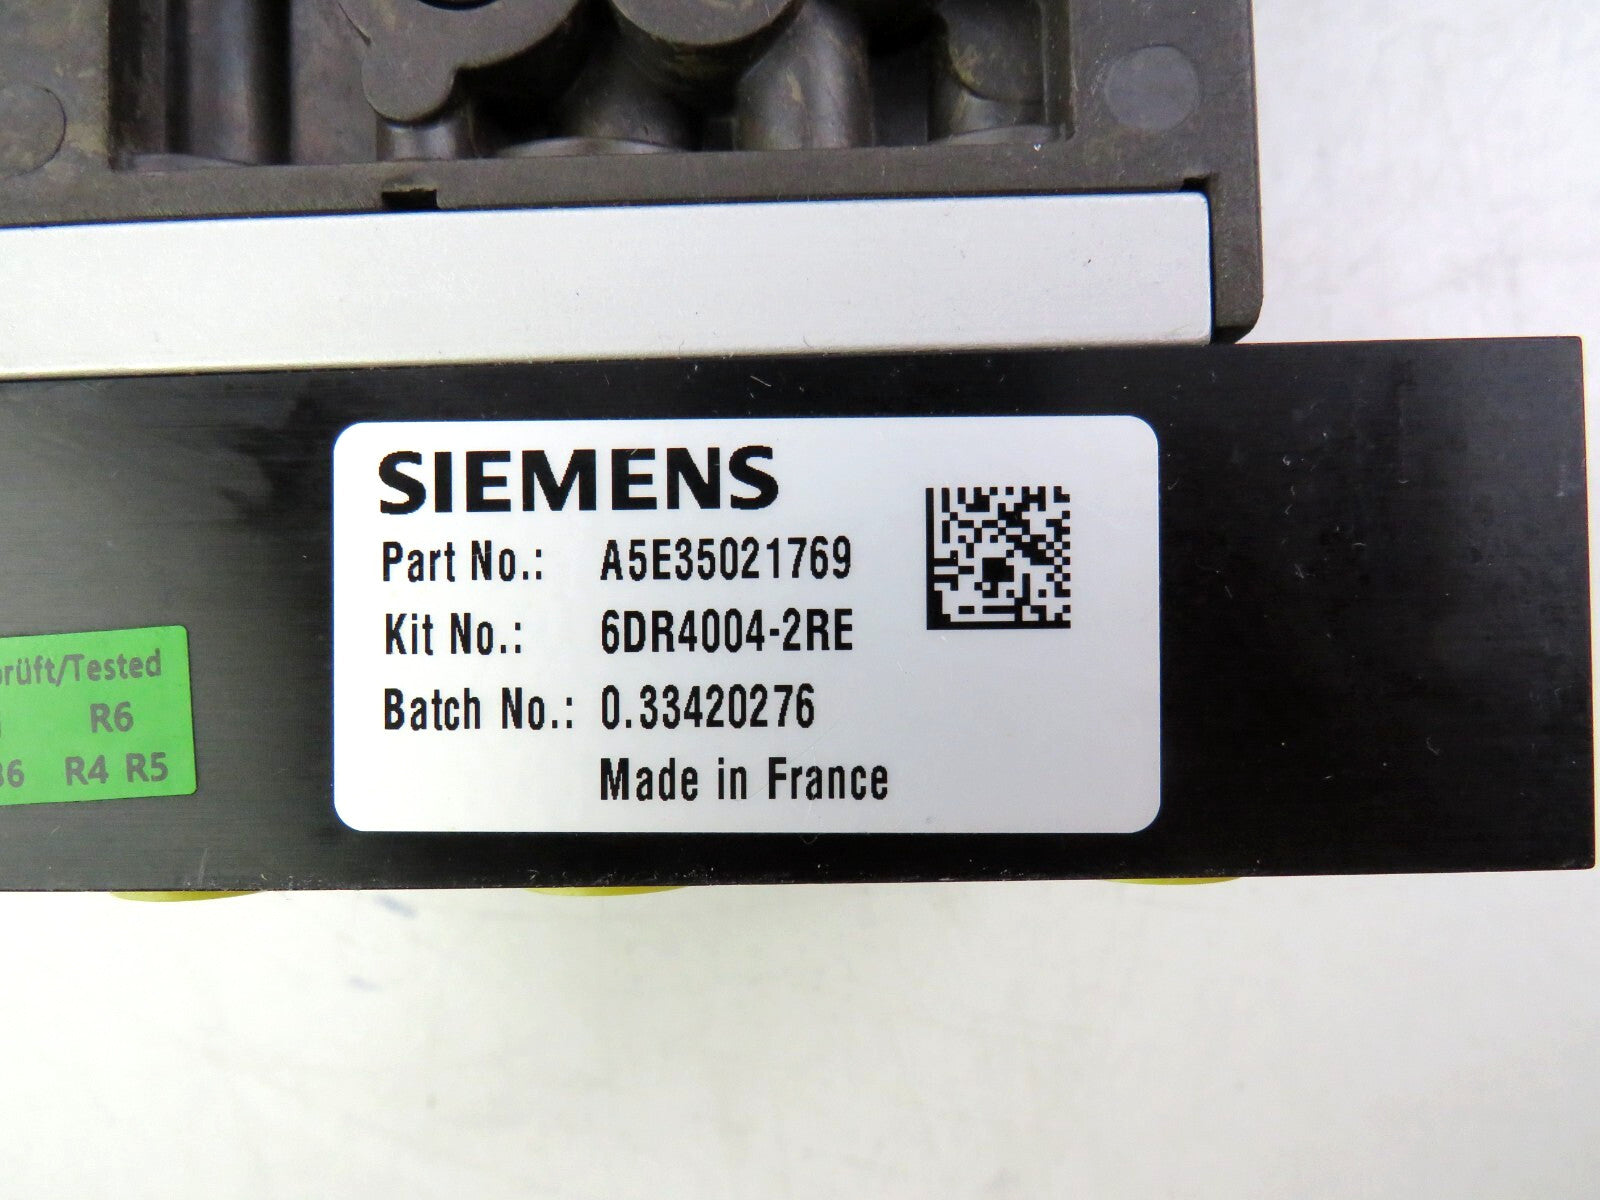 SIEMENS
Part No.: A5E35021769
Kit No.: 6DR4004-2RE
Batch No.: 0.33420276
Made in France
rüft/Tested
R6
36 R4 R5